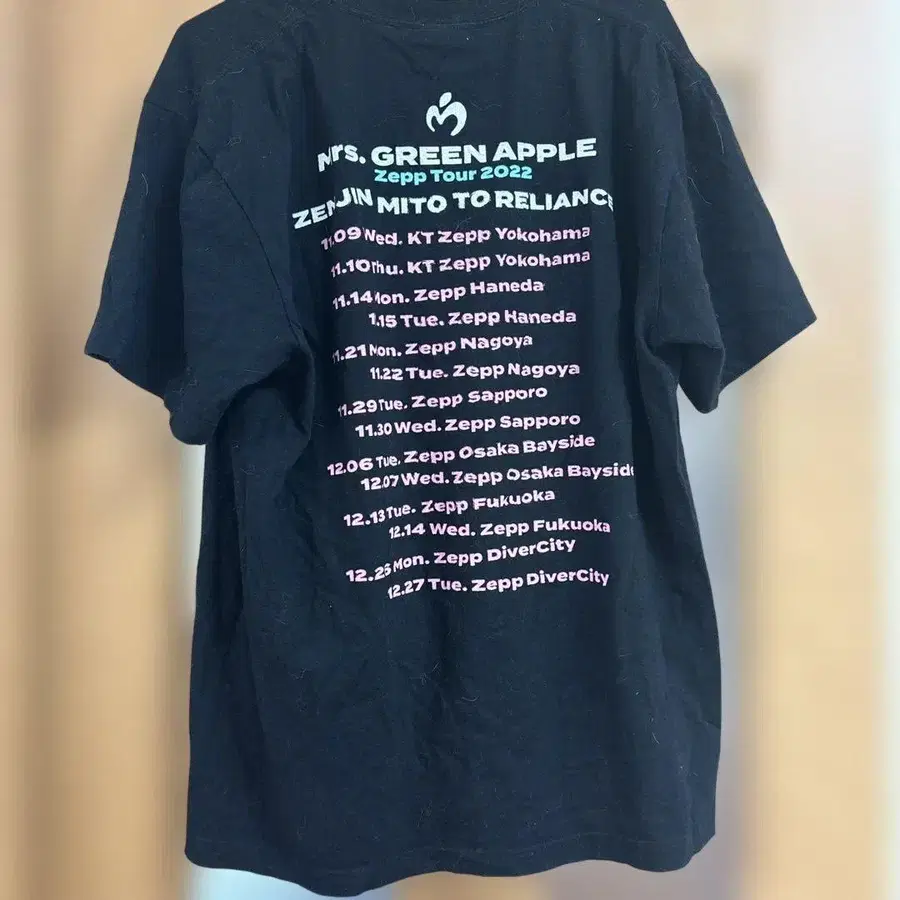 Mrs. GREEN APPLE
Zepp Tour 2022
ZENJIN MITO TO RELIANCE
11.09 Wed. KT Zepp Yokohama
11.10 Thu. KT Zepp Yokohama
11.14 Mon. Zepp Haneda
11.15 Tue. Zepp Haneda
11.21 Mon. Zepp Nagoya
11.22 Tue. Zepp Nagoya
11.29 Tue. Zepp Sapporo
11.30 Wed. Zepp Sapporo
12.06 Tue. Zepp Osaka Bayside
12.07 Wed. Zepp Osaka Bayside
12.13 Tue. Zepp Fukuoka
12.14 Wed. Zepp Fukuoka
12.26 Mon. Zepp DiverCity
12.27 Tue. Zepp DiverCity